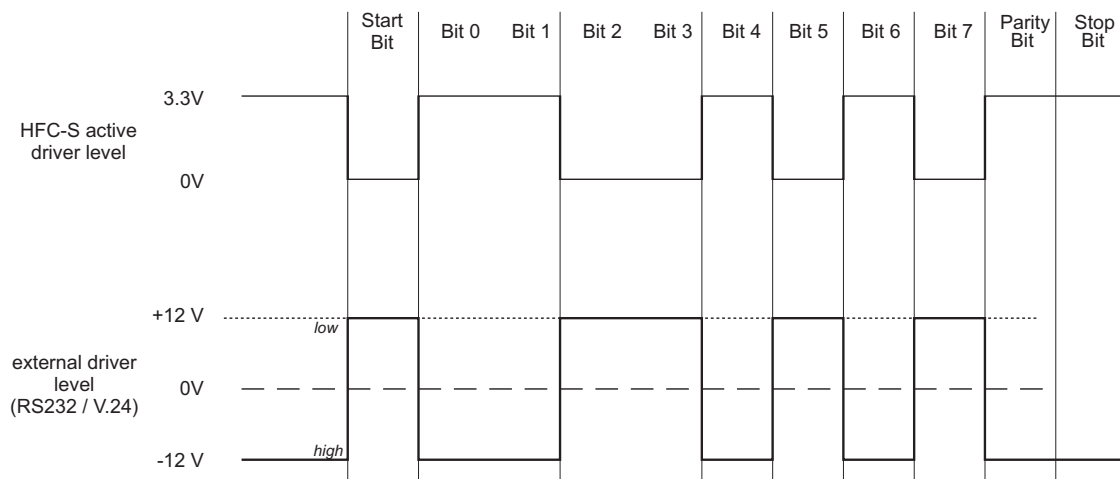 Start Bit
Bit 0
Bit 1
Bit 2
Bit 3
Bit 4
Bit 5
Bit 6
Bit 7
Parity Bit
Stop Bit
3.3V
HFC-S active
driver level
0V
+12 V
low
external driver
level
(RS232 / V.24)
0V
high
-12 V